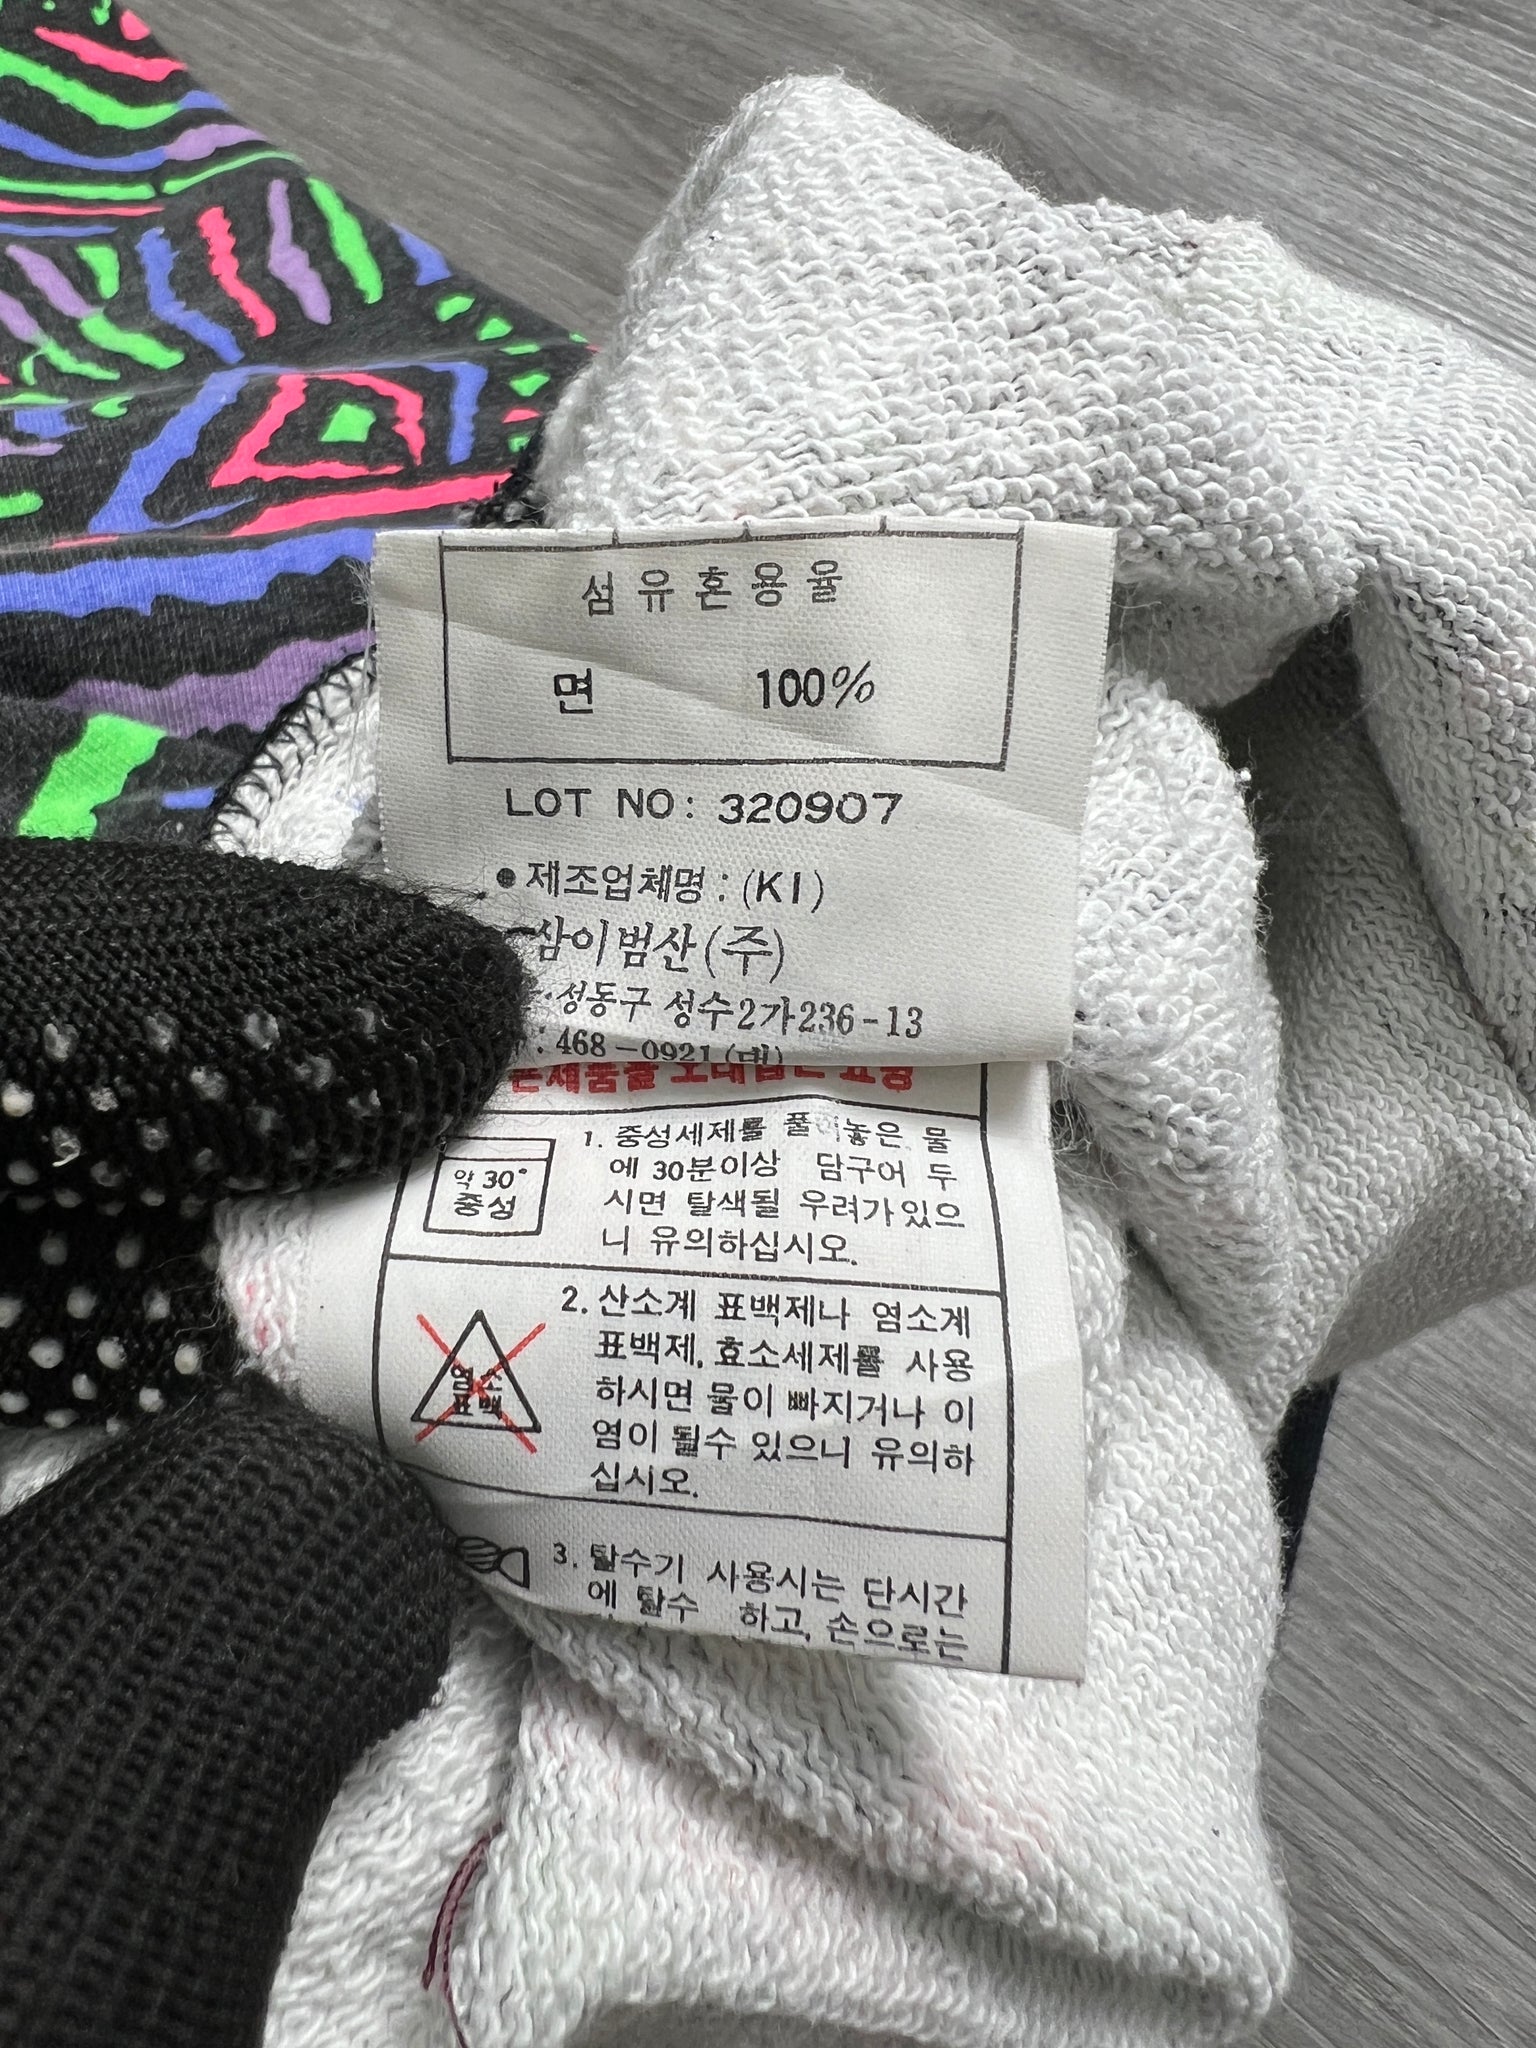 섬유혼용율
면 100%
LOT NO: 320907
●제조업체명:(KI)
삼이범산(주)
성동구 성수2가236-13
:468-0921(대)
약30°
중성
1. 중성세제를 풀어놓은 물
에 30분이상 담구어 두
시면 탈색될 우려가있으
니 유의하십시오.
염소
표백
2. 산소계 표백제나 염소계
표백제, 효소세제를 사용
하시면 물이 빠지거나 이
염이 될수 있으니 유의하
십시오.
3. 탈수기 사용시는 단시간
에 탈수 하고, 손으로는